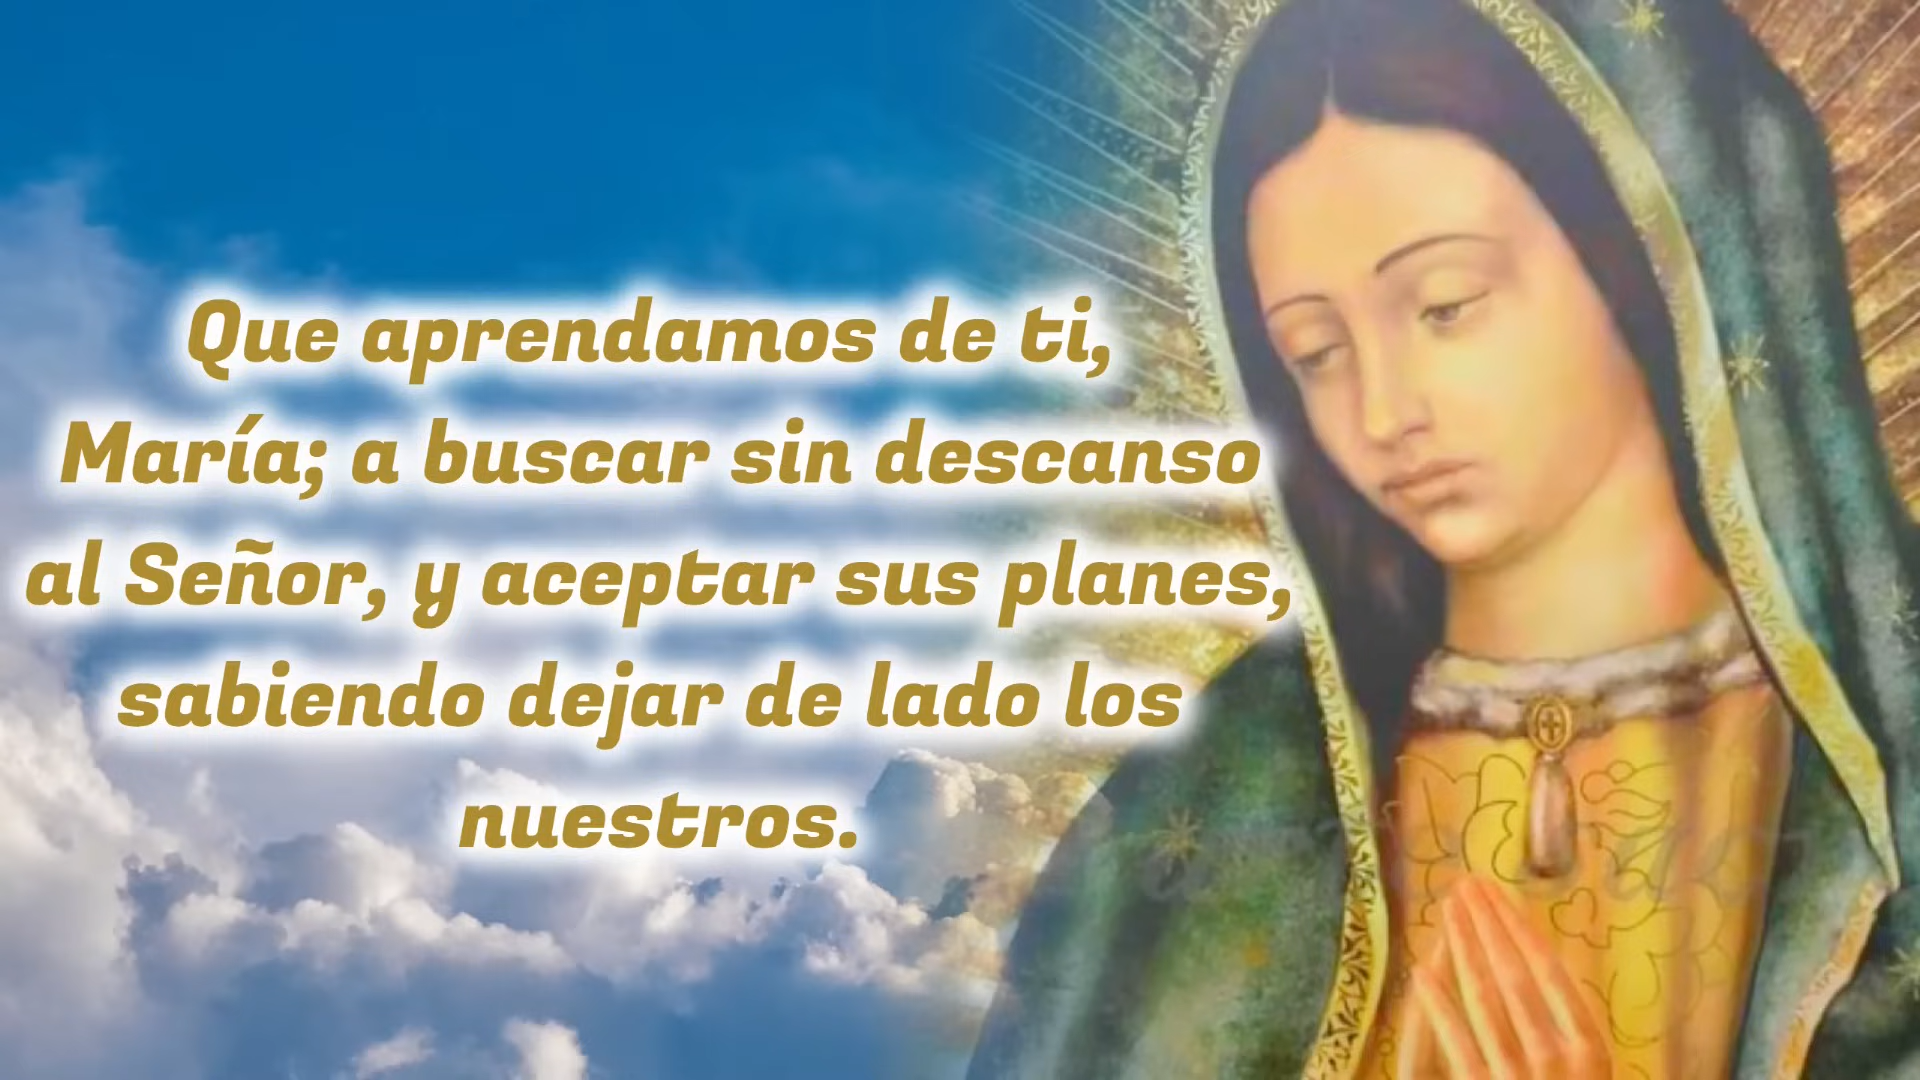 Que aprendamos de ti,
María; a buscar sin descanso
al Señor, y aceptar sus planes,
sabiendo dejar de lado los
nuestros.